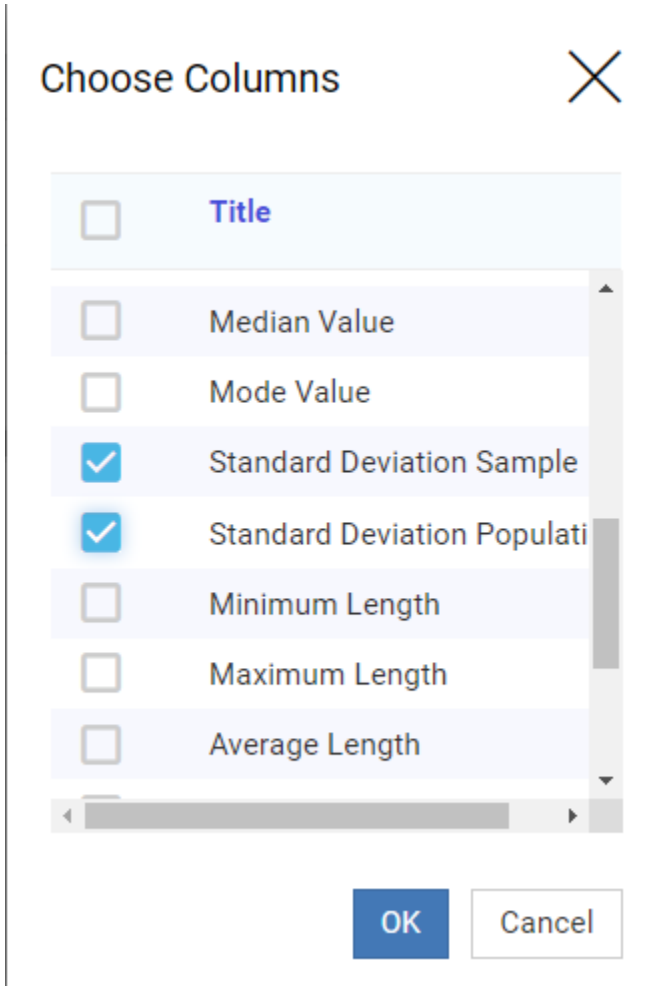 Choose Columns
Title
Median Value
Mode Value
Standard Deviation Sample
Standard Deviation Populati
Minimum Length
Maximum Length
Average Length
OK Cancel